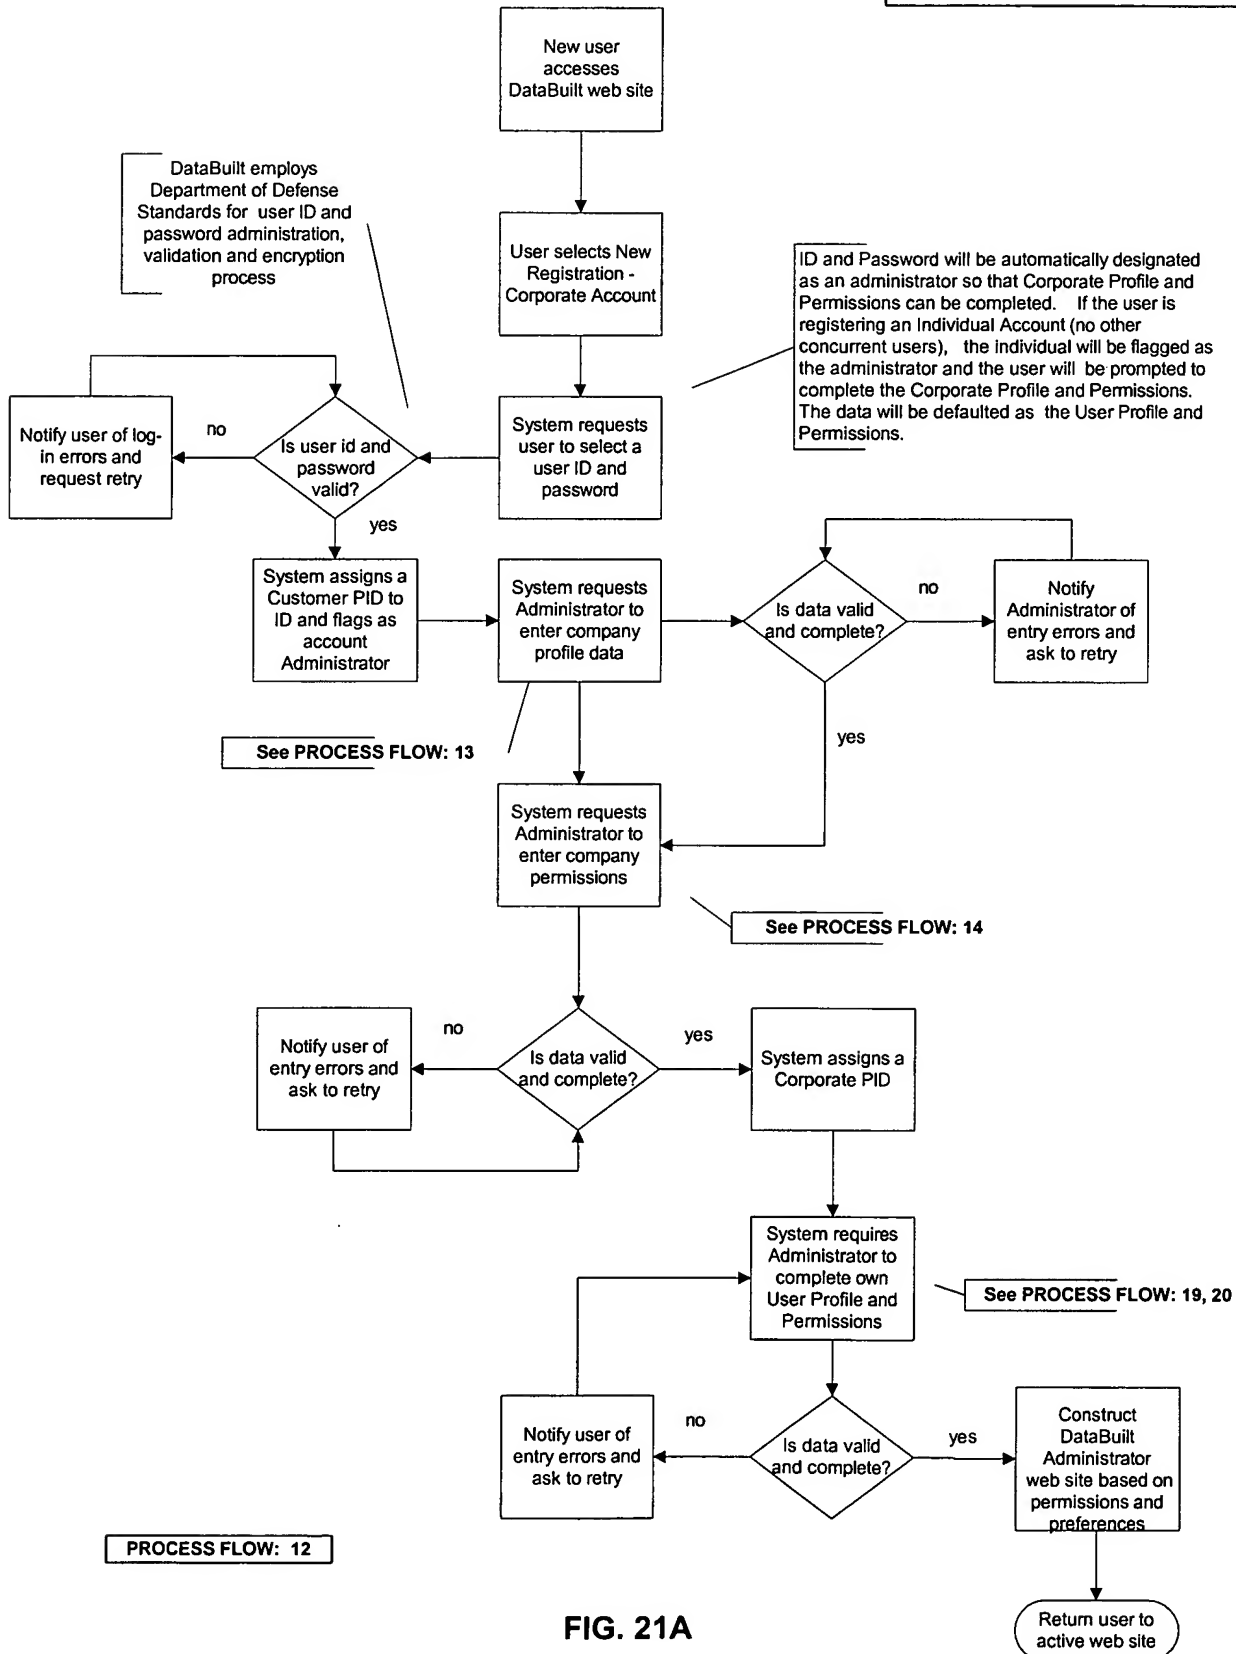 New user
accesses
DataBuilt web site
DataBuilt employs
Department of Defense
Standards for user ID and
password administration,
validation and encryption
process
User selects New
Registration -
Corporate Account
ID and Password will be automatically designated
as an administrator so that Corporate Profile and
Permissions can be completed. If the user is
registering an Individual Account (no other
concurrent users), the individual will be flagged as
the administrator and the user will be prompted to
complete the Corporate Profile and Permissions.
The data will be defaulted as the User Profile and
Permissions.
Notify user of log-
in errors and
request retry
no
Is user id and
password
valid?
System requests
user to select a
user ID and
password
yes
System assigns a
Customer PID to
ID and flags as
account
Administrator
System requests
Administrator to
enter company
profile data
Is data valid
and complete?
no
Notify
Administrator of
entry errors and
ask to retry
yes
See PROCESS FLOW: 13
System requests
Administrator to
enter company
permissions
See PROCESS FLOW: 14
Notify user of
entry errors and
ask to retry
no
Is data valid
and complete?
yes
System assigns a
Corporate PID
System requires
Administrator to
complete own
User Profile and
Permissions
See PROCESS FLOW: 19, 20
Notify user of
entry errors and
ask to retry
no
Is data valid
and complete?
yes
Construct
DataBuilt
Administrator
web site based on
permissions and
preferences
PROCESS FLOW: 12
Return user to
active web site
FIG. 21A